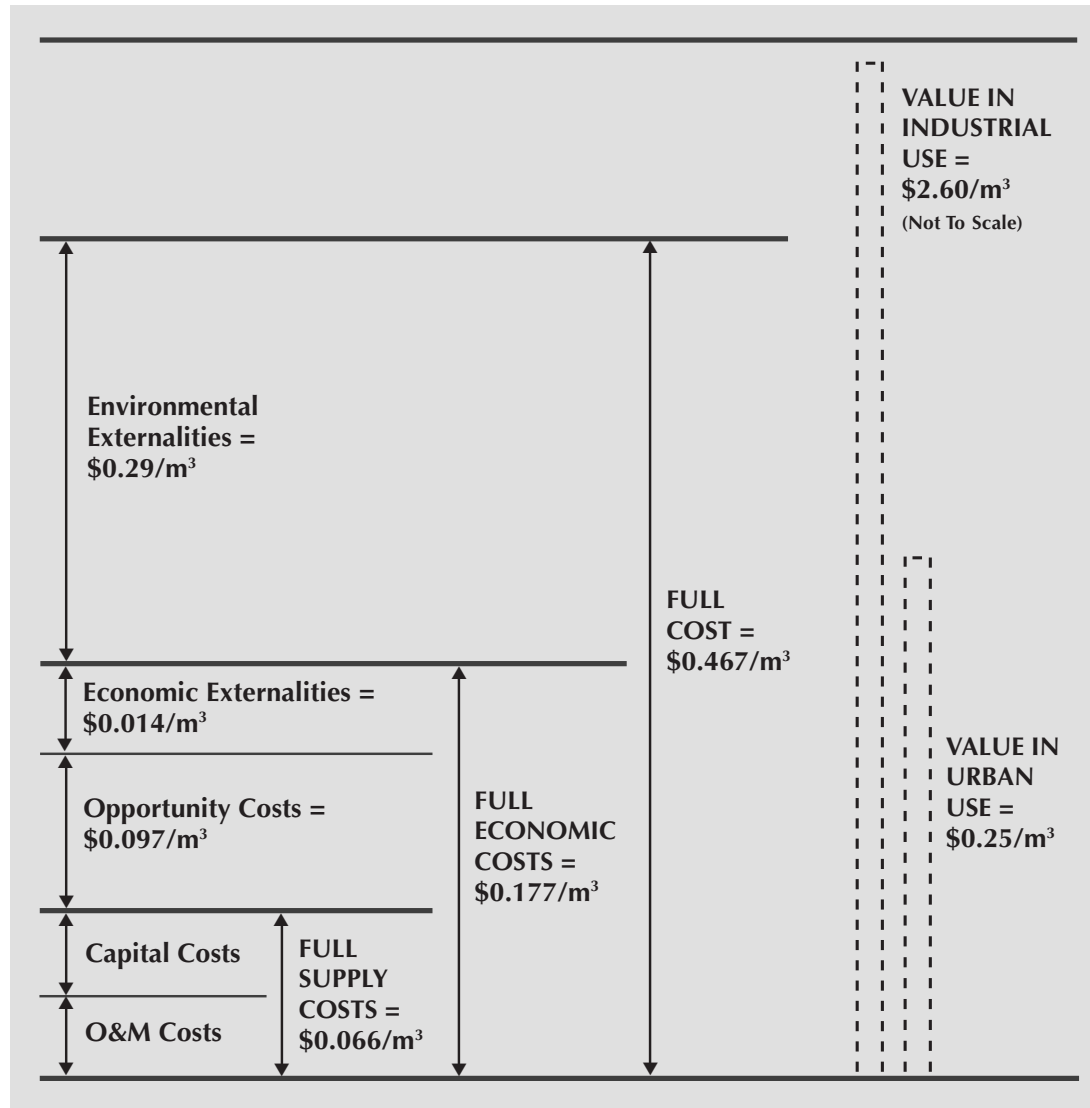 VALUE IN
INDUSTRIAL
USE =
$2.60/m³
(Not To Scale)
Environmental
Externalities =
$0.29/m³
FULL
COST =
$0.467/m³
Economic Externalities =
$0.014/m³
VALUE IN
URBAN
USE =
$0.25/m³
Opportunity Costs =
$0.097/m³
FULL
ECONOMIC
COSTS =
$0.177/m³
Capital Costs
FULL
SUPPLY
COSTS =
$0.066/m³
O&M Costs